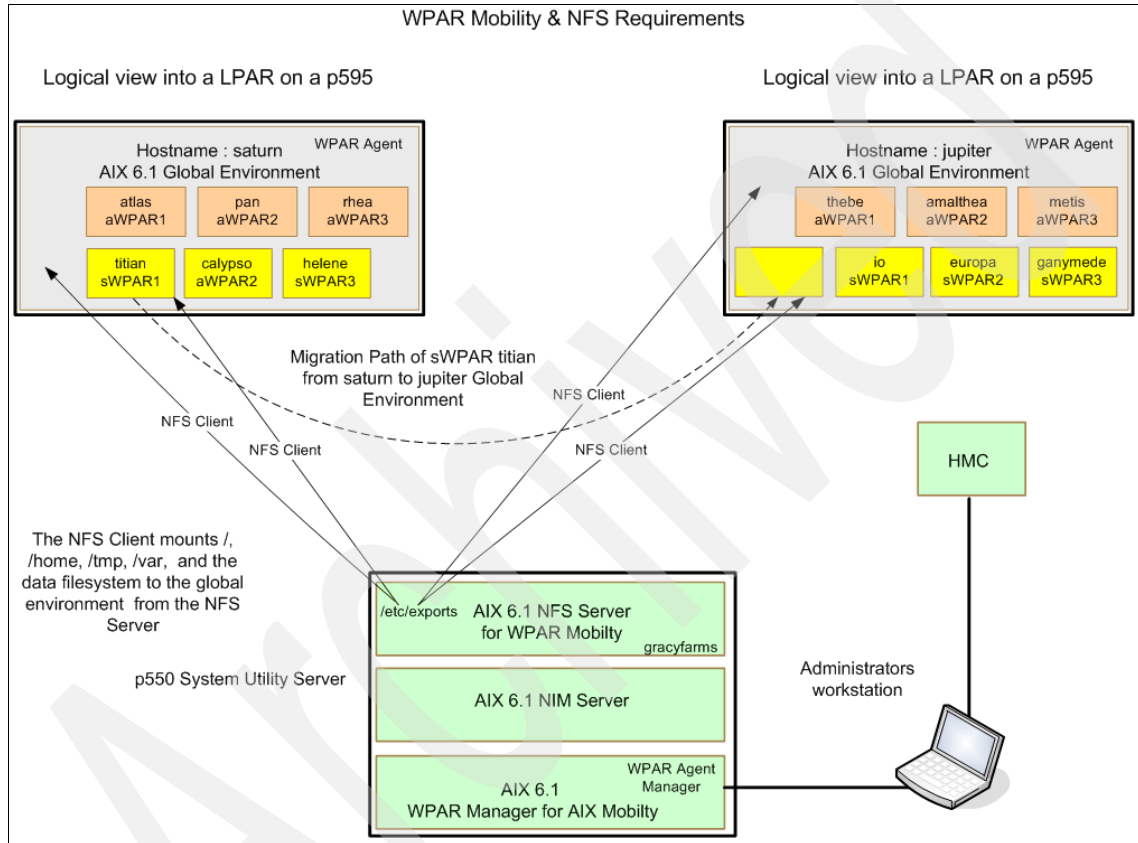 WPAR Mobility & NFS Requirements
Logical view into a LPAR on a p595
Logical view into a LPAR on a p595
WPAR Agent
Hostname : saturn
AIX 6.1 Global Environment
atlas
aWPAR1
pan
aWPAR2
rhea
aWPAR3
titian
sWPAR1
calypso
aWPAR2
helene
sWPAR3
WPAR Agent
Hostname : jupiter
AIX 6.1 Global Environment
thebe
aWPAR1
amalthea
aWPAR2
metis
aWPAR3
io
sWPAR1
europa
sWPAR2
ganymede
sWPAR3
Migration Path of sWPAR titian
from saturn to jupiter Global
Environment
NFS Client
NFS Client
NFS Client
NFS Client
HMC
The NFS Client mounts /,
/home, /tmp, /var, and the
data filesystem to the global
environment from the NFS
Server
/etc/exports
AIX 6.1 NFS Server
for WPAR Mobilty
gracyfarms
p550 System Utility Server
AIX 6.1 NIM Server
Administrators
workstation
WPAR Agent
Manager
AIX 6.1
WPAR Manager for AIX Mobilty
Archived